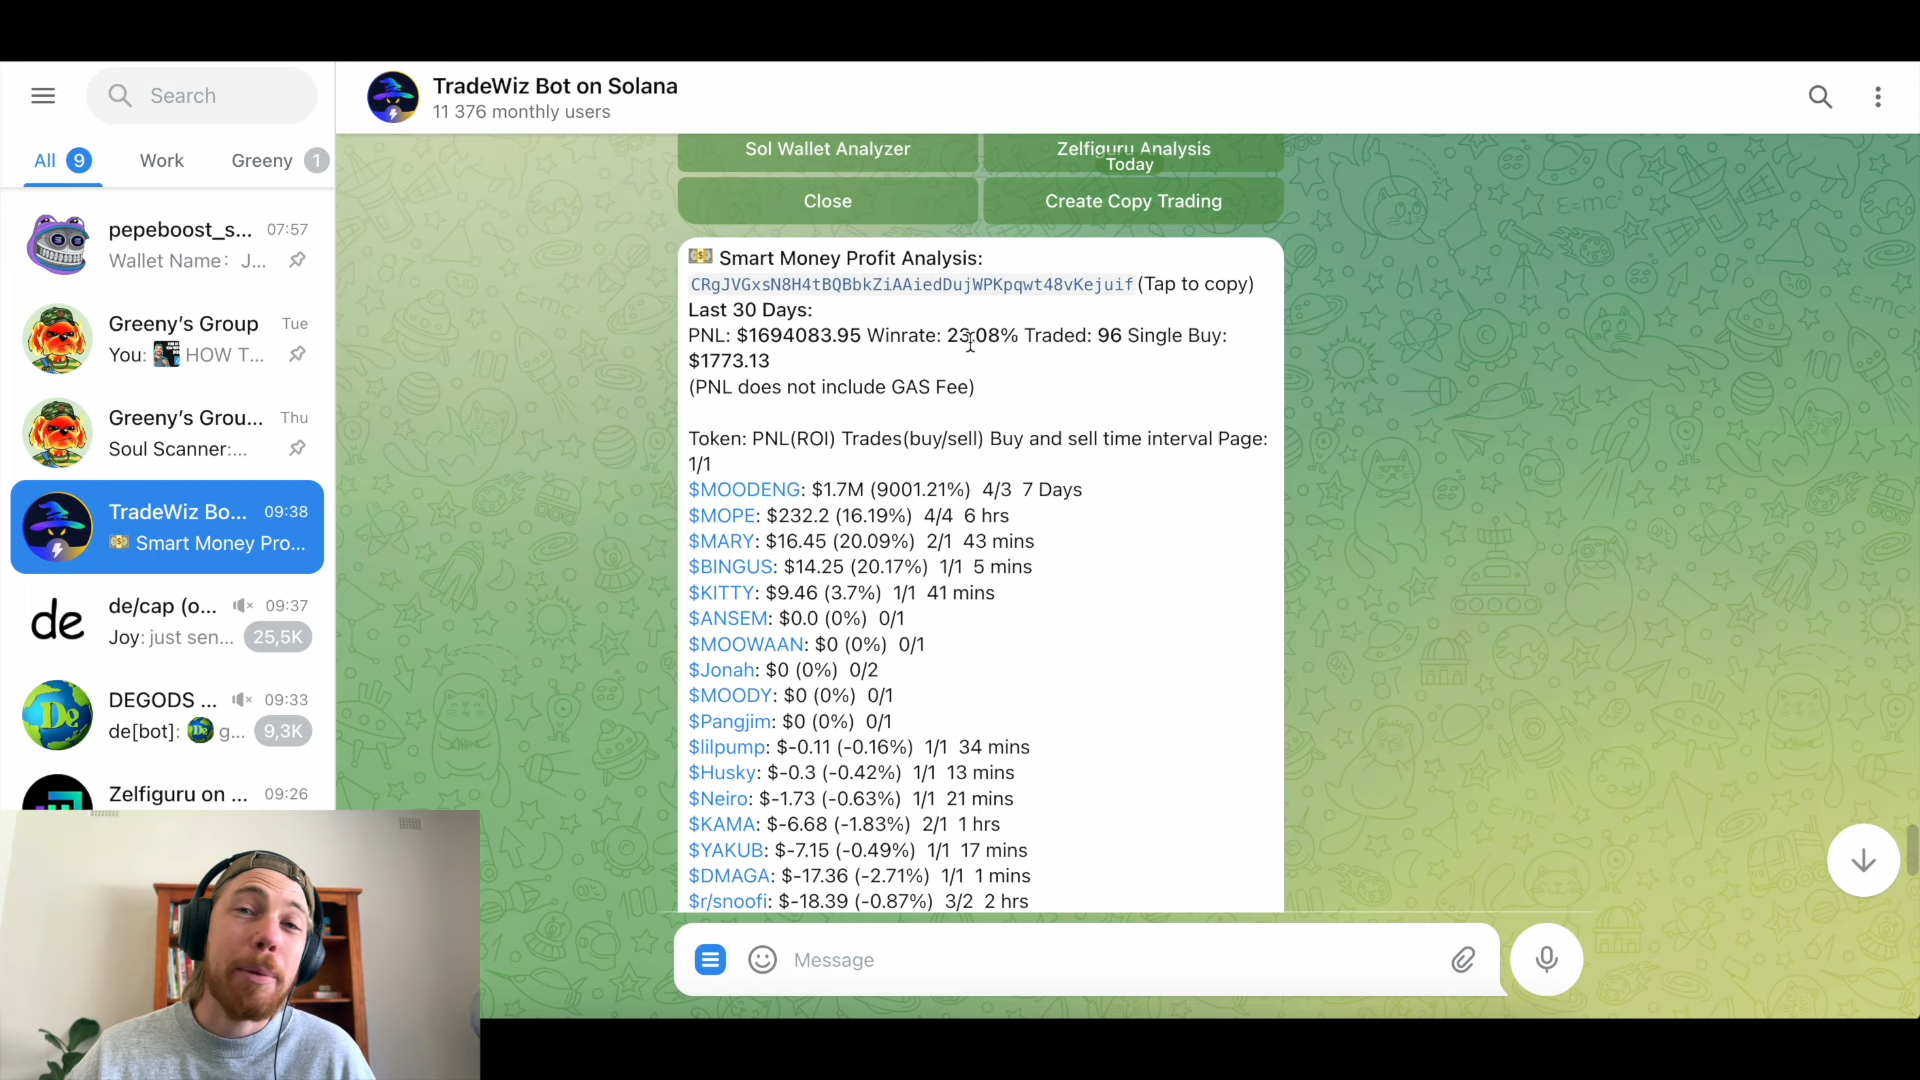 Search
All 9
Work
Greeny 1
pepeboost_s... 07:57
Wallet Name: J...
Greeny's Group Tue
You: HOW T...
Greeny's Grou... Thu
Soul Scanner:...
TradeWiz Bo... 09:38
Smart Money Pro...
de
de/cap (o... 09:37
Joy: just sen... 25,5K
De
DEGODS ... 09:33
de[bot]: g... 9,3K
Zelfiguru on ... 09:26
TradeWiz Bot on Solana
11 376 monthly users
Sol Wallet Analyzer
Zelfiguru Analysis
Today
Close
Create Copy Trading
Smart Money Profit Analysis:
CRgJVGxsN8H4tBQBbkZiAAiedDujWPKpqwt48vKejuif(Tap to copy)
Last 30 Days:
PNL: $1694083.95 Winrate: 23.08% Traded: 96 Single Buy:
$1773.13
(PNL does not include GAS Fee)
Token: PNL(ROI) Trades(buy/sell) Buy and sell time interval Page:
1/1
$MOODENG: $1.7M (9001.21%) 4/3 7 Days
$MOPE: $232.2 (16.19%) 4/4 6 hrs
$MARY: $16.45 (20.09%) 2/1 43 mins
$BINGUS: $14.25 (20.17%) 1/1 5 mins
$KITTY: $9.46 (3.7%) 1/1 41 mins
$ANSEM: $0.0 (0%) 0/1
$MOOWAAN: $0 (0%) 0/1
$Jonah: $0 (0%) 0/2
$MOODY: $0 (0%) 0/1
$Pangjim: $0 (0%) 0/1
$lilpump: $-0.11 (-0.16%) 1/1 34 mins
$Husky: $-0.3 (-0.42%) 1/1 13 mins
$Neiro: $-1.73 (-0.63%) 1/1 21 mins
$KAMA: $-6.68 (-1.83%) 2/1 1 hrs
$YAKUB: $-7.15 (-0.49%) 1/1 17 mins
$DMAGA: $-17.36 (-2.71%) 1/1 1 mins
$r/snoofi: $-18.39 (-0.87%) 3/2 2 hrs
Message